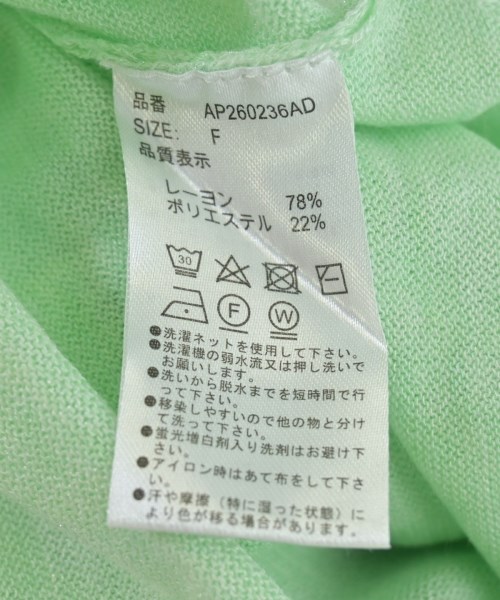 品番 AP260236AD
SIZE: F
品質表示
レーヨン 78%
ポリエステル 22%
30
F W
●洗濯ネットを使用して下さい。
●洗濯機の弱水流又は押し洗いで
お願いします。
●洗いから脱水までを短時間で行
って下さい。
●移染しやすいので他の物と分け
て洗って下さい。
●蛍光増白剤入り洗剤はお避け下
さい。
●アイロン時はあて布をして下さ
い。
●汗や摩擦（特に湿った状態）に
より色が移る場合があります。